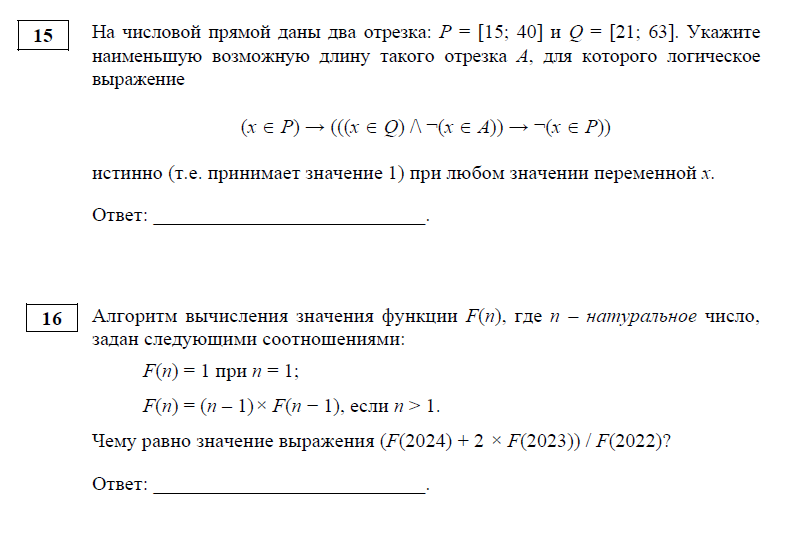 15
На числовой прямой даны два отрезка: P = [15; 40] и Q = [21; 63]. Укажите
наименьшую возможную длину такого отрезка A, для которого логическое
выражение
(x ∈ P) → (((x ∈ Q) /\ ¬(x ∈ A)) → ¬(x ∈ P))
истинно (т.е. принимает значение 1) при любом значении переменной x.
Ответ: ____________________________.
16
Алгоритм вычисления значения функции F(n), где n – натуральное число,
задан следующими соотношениями:
F(n) = 1 при n = 1;
F(n) = (n – 1) × F(n − 1), если n > 1.
Чему равно значение выражения (F(2024) + 2 × F(2023)) / F(2022)?
Ответ: ____________________________.